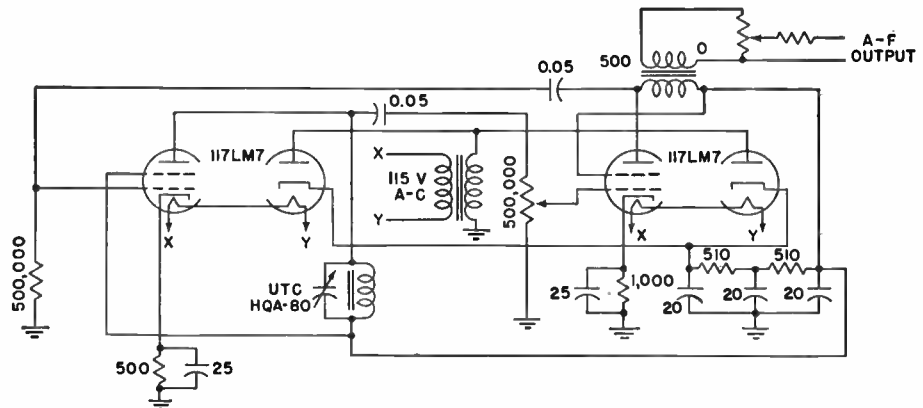 500
0
A-F
OUTPUT
0.05
0.05
117LM7
X
115 V
A-C
Y
500,000
117LM7
X
Y
X
Y
500,000
UTC
HQA-80
25
1,000
510
510
20
20
20
500
25